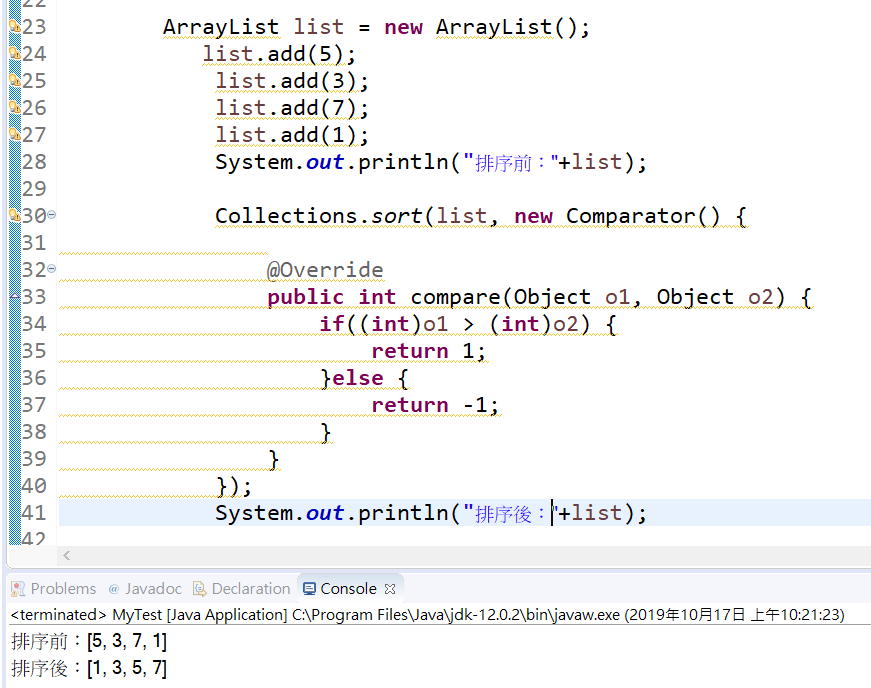 22
23 ArrayList list = new ArrayList();
24 list.add(5);
25 list.add(3);
26 list.add(7);
27 list.add(1);
28 System.out.println("排序前："+list);
29
30 Collections.sort(list, new Comparator() {
31
32 @Override
33 public int compare(Object o1, Object o2) {
34 if((int)o1 > (int)o2) {
35 return 1;
36 }else {
37 return -1;
38 }
39 }
40 });
41 System.out.println("排序後："+list);
42
Problems @ Javadoc Declaration Console
<terminated> MyTest [Java Application] C:\Program Files\Java\jdk-12.0.2\bin\javaw.exe (2019年10月17日 上午10:21:23)
排序前：[5, 3, 7, 1]
排序後：[1, 3, 5, 7]